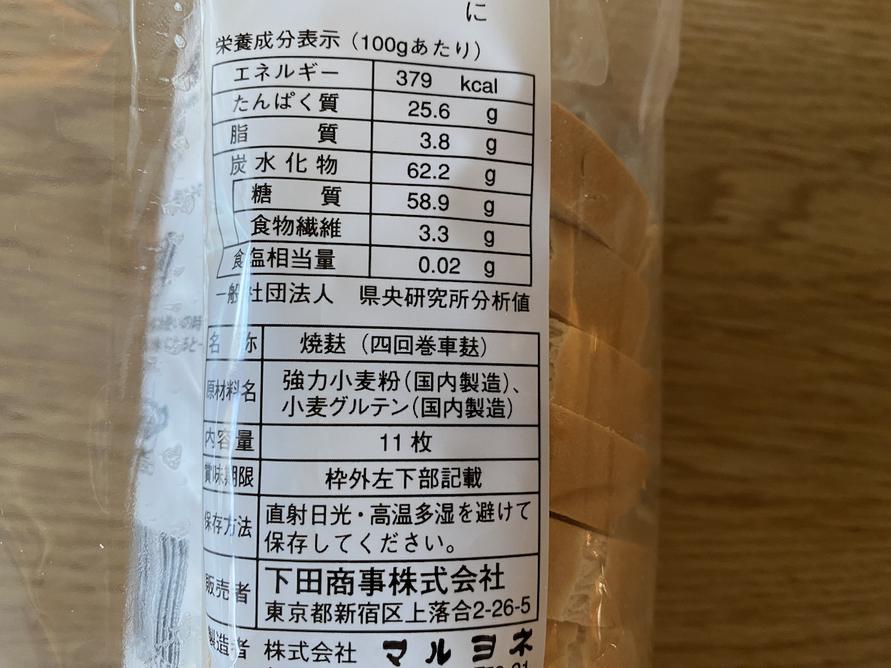 に
栄養成分表示（100gあたり）
エネルギー 379 kcal
たんぱく質 25.6 g
脂質 3.8 g
炭水化物 62.2 g
糖質 58.9 g
食物繊維 3.3 g
食塩相当量 0.02 g
一般社団法人 県央研究所分析値
名称 焼麩（四回巻車麩）
原材料名 強力小麦粉（国内製造）、
小麦グルテン（国内製造）
内容量 11枚
賞味期限 枠外左下部記載
保存方法 直射日光・高温多湿を避けて
保存してください。
販売者 下田商事株式会社
東京都新宿区上落合2-26-5
製造者 株式会社 マルヨネ